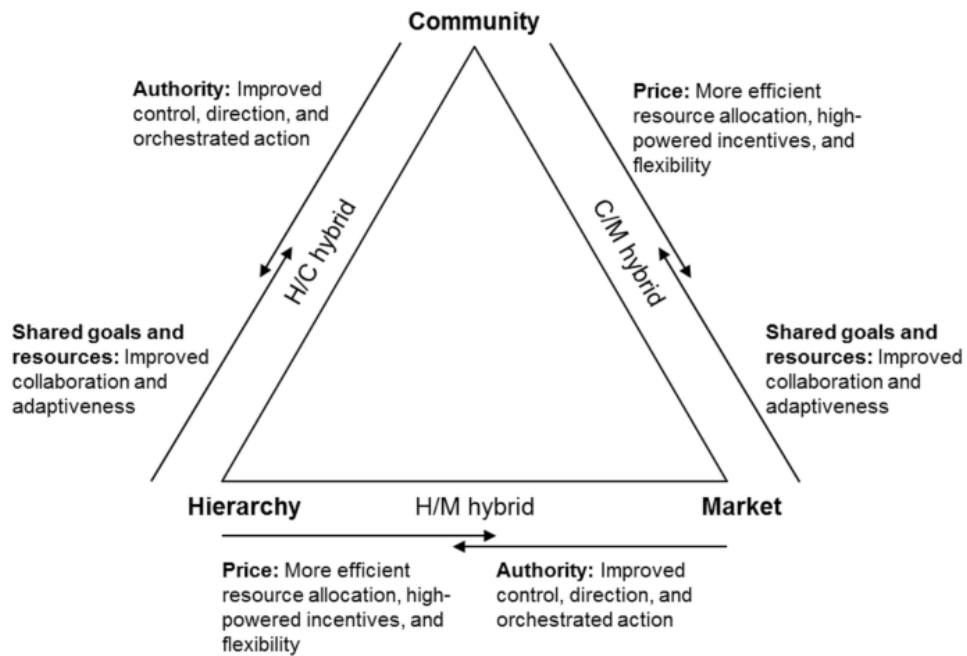 Community
Authority: Improved
control, direction, and
orchestrated action
Price: More efficient
resource allocation, high-
powered incentives, and
flexibility
H/C hybrid
C/M hybrid
Shared goals and
resources: Improved
collaboration and
adaptiveness
Shared goals and
resources: Improved
collaboration and
adaptiveness
Hierarchy
H/M hybrid
Market
Price: More efficient
resource allocation, high-
powered incentives, and
flexibility
Authority: Improved
control, direction, and
orchestrated action